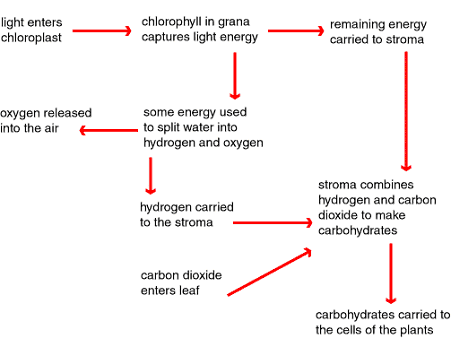 light enters
chloroplast
chlorophyll in grana
captures light energy
remaining energy
carried to stroma
oxygen released
into the air
some energy used
to split water into
hydrogen and oxygen
hydrogen carried
to the stroma
stroma combines
hydrogen and carbon
dioxide to make
carbohydrates
carbon dioxide
enters leaf
carbohydrates carried to
the cells of the plants